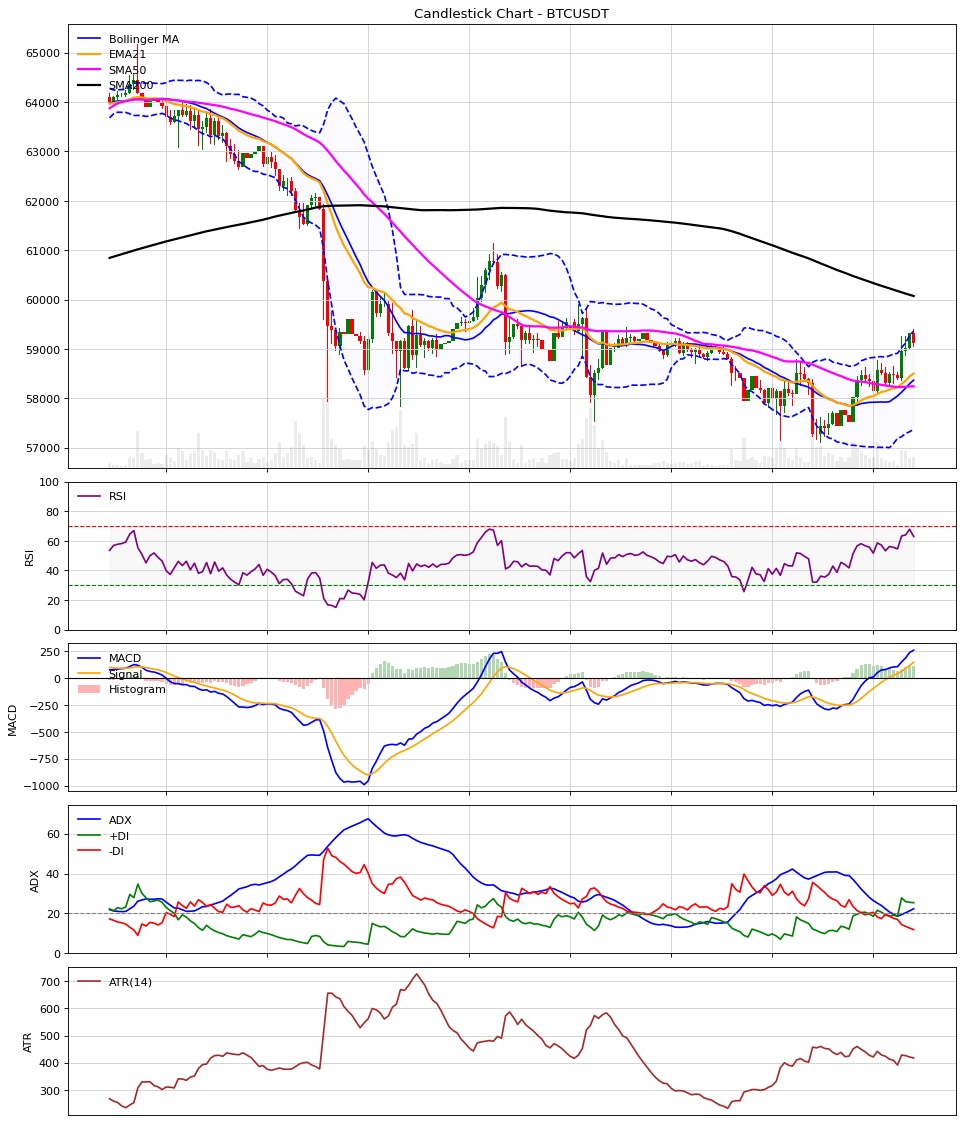 Candlestick Chart - BTCUSDT
Bollinger MA
EMA21
SMA50
SMA200
65000
64000
63000
62000
61000
60000
59000
58000
57000
RSI
RSI
100
80
60
40
20
0
MACD
Signal
Histogram
MACD
250
0
−250
−500
−750
−1000
ADX
+DI
-DI
ADX
60
40
20
0
ATR(14)
ATR
700
600
500
400
300